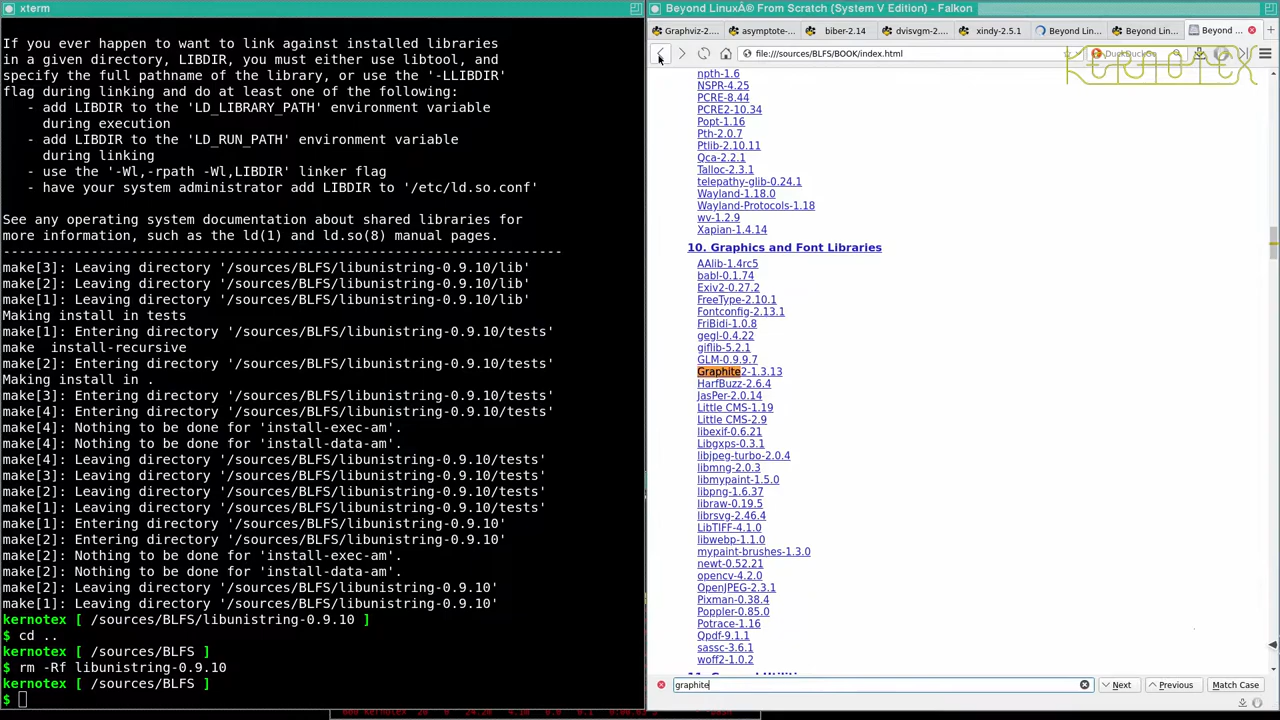 xterm
If you ever happen to want to link against installed libraries
in a given directory, LIBDIR, you must either use libtool, and
specify the full pathname of the library, or use the '-LLIBDIR'
flag during linking and do at least one of the following:
- add LIBDIR to the 'LD_LIBRARY_PATH' environment variable
during execution
- add LIBDIR to the 'LD_RUN_PATH' environment variable
during linking
- use the '-Wl,-rpath -Wl,LIBDIR' linker flag
- have your system administrator add LIBDIR to '/etc/ld.so.conf'
See any operating system documentation about shared libraries for
more information, such as the ld(1) and ld.so(8) manual pages.
----------------------------------------------------------------------
make[3]: Leaving directory '/sources/BLFS/libunistring-0.9.10/lib'
make[2]: Leaving directory '/sources/BLFS/libunistring-0.9.10/lib'
make[1]: Leaving directory '/sources/BLFS/libunistring-0.9.10/lib'
Making install in tests
make[1]: Entering directory '/sources/BLFS/libunistring-0.9.10/tests'
make  install-recursive
make[2]: Entering directory '/sources/BLFS/libunistring-0.9.10/tests'
Making install in .
make[3]: Entering directory '/sources/BLFS/libunistring-0.9.10/tests'
make[4]: Entering directory '/sources/BLFS/libunistring-0.9.10/tests'
make[4]: Nothing to be done for 'install-exec-am'.
make[4]: Nothing to be done for 'install-data-am'.
make[4]: Leaving directory '/sources/BLFS/libunistring-0.9.10/tests'
make[3]: Leaving directory '/sources/BLFS/libunistring-0.9.10/tests'
make[2]: Leaving directory '/sources/BLFS/libunistring-0.9.10/tests'
make[1]: Leaving directory '/sources/BLFS/libunistring-0.9.10/tests'
make[1]: Entering directory '/sources/BLFS/libunistring-0.9.10'
make[2]: Entering directory '/sources/BLFS/libunistring-0.9.10'
make[2]: Nothing to be done for 'install-exec-am'.
make[2]: Nothing to be done for 'install-data-am'.
make[2]: Leaving directory '/sources/BLFS/libunistring-0.9.10'
make[1]: Leaving directory '/sources/BLFS/libunistring-0.9.10'
kernotex [ /sources/BLFS/libunistring-0.9.10 ]
$ cd ..
kernotex [ /sources/BLFS ]
$ rm -Rf libunistring-0.9.10
kernotex [ /sources/BLFS ]
$
Beyond LinuxÂ® From Scratch (System V Edition) - Falkon
Graphviz-2.... asymptote-... biber-2.14 dvisvgm-2.... xindy-2.5.1 Beyond Lin... Beyond Lin... Beyond ...
file:///sources/BLFS/BOOK/index.html DuckDuckGo
KERNOTEX
npth-1.6
NSPR-4.25
PCRE-8.44
PCRE2-10.34
Popt-1.16
Pth-2.0.7
Ptlib-2.10.11
Qca-2.2.1
Talloc-2.3.1
telepathy-glib-0.24.1
Wayland-1.18.0
Wayland-Protocols-1.18
wv-1.2.9
Xapian-1.4.14
10. Graphics and Font Libraries
AAlib-1.4rc5
babl-0.1.74
Exiv2-0.27.2
FreeType-2.10.1
Fontconfig-2.13.1
FriBidi-1.0.8
gegl-0.4.22
giflib-5.2.1
GLM-0.9.9.7
Graphite2-1.3.13
HarfBuzz-2.6.4
JasPer-2.0.14
Little CMS-1.19
Little CMS-2.9
libexif-0.6.21
Libgxps-0.3.1
libjpeg-turbo-2.0.4
libmng-2.0.3
libmypaint-1.5.0
libpng-1.6.37
libraw-0.19.5
librsvg-2.46.4
LibTIFF-4.1.0
libwebp-1.1.0
mypaint-brushes-1.3.0
newt-0.52.21
opencv-4.2.0
OpenJPEG-2.3.1
Pixman-0.38.4
Poppler-0.85.0
Potrace-1.16
Qpdf-9.1.1
sassc-3.6.1
woff2-1.0.2
graphite Next Previous Match Case